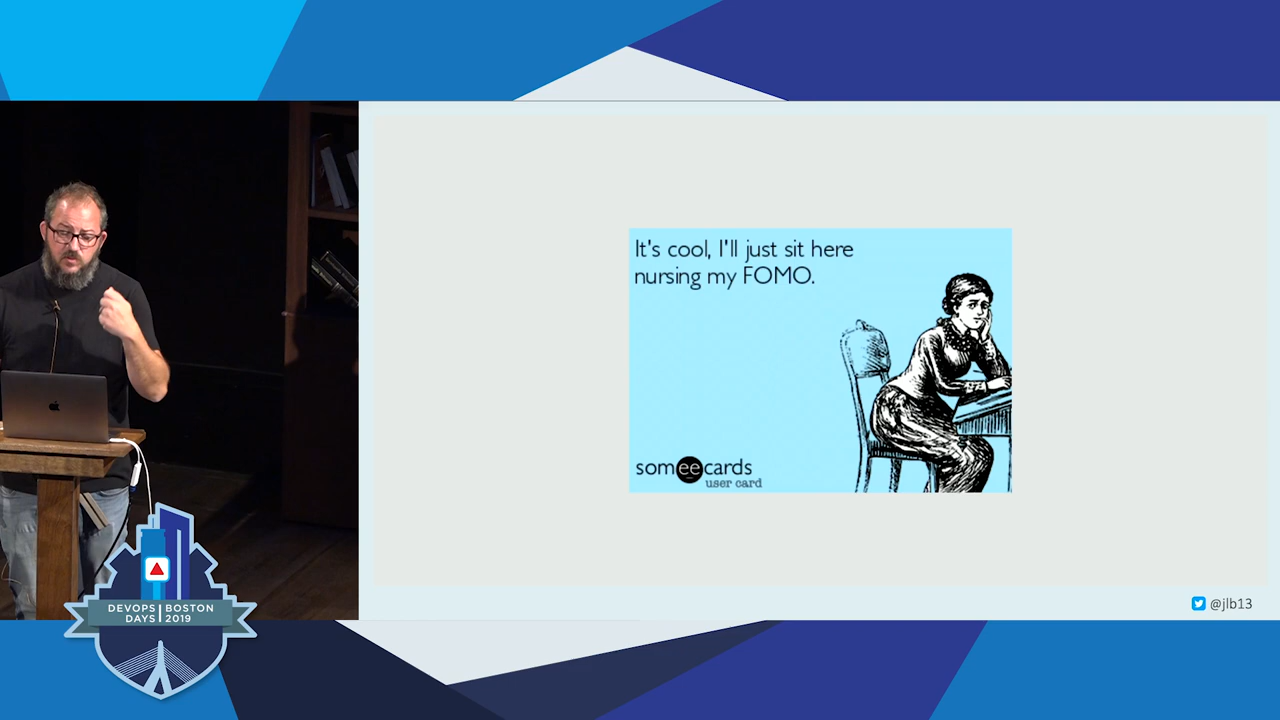 It's cool, I'll just sit here
nursing my FOMO.
someecards
user card
@jlb13
DEVOPS BOSTON
DAYS 2019